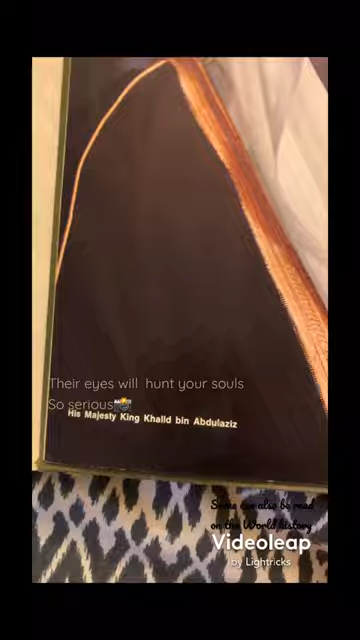 Their eyes will hunt your souls
So serious📸
His Majesty King Khalid bin Abdulaziz
Some can also be read
on the World history
Videoleap
by Lightricks